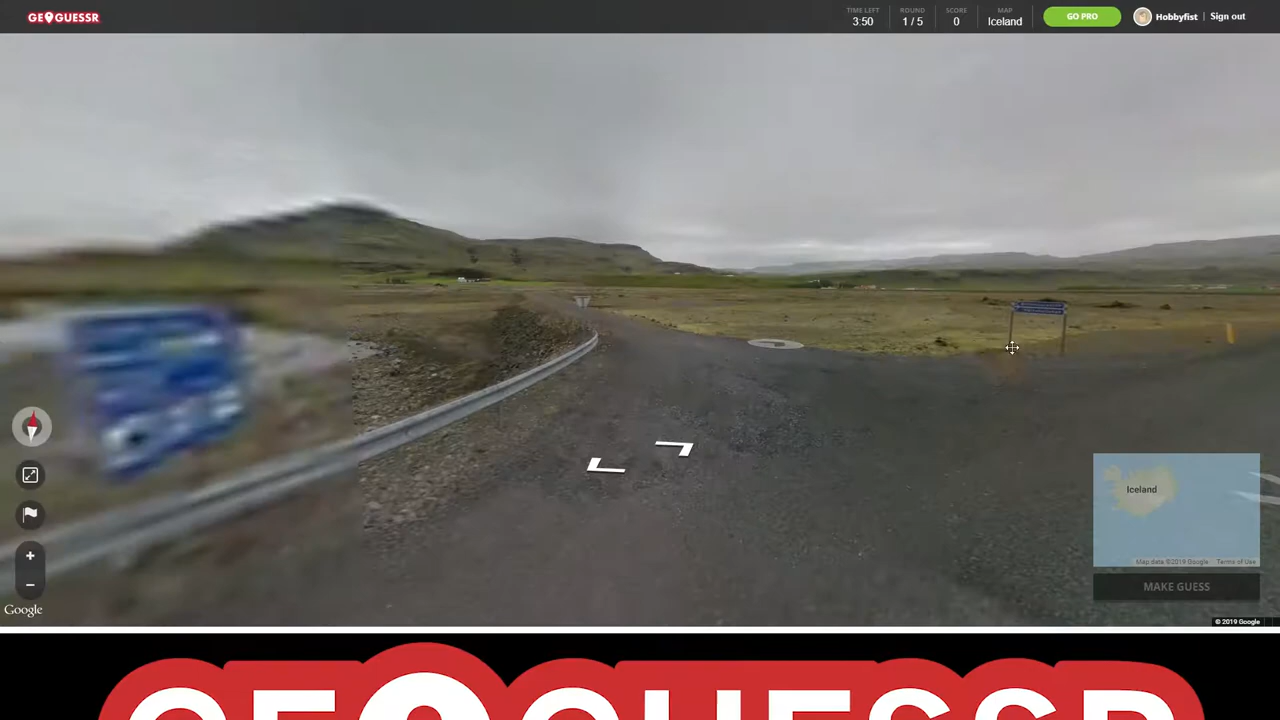 GEOGUESSR
TIME LEFT
3:50
ROUND
1 / 5
SCORE
0
MAP
Iceland
GO PRO
Hobbyfist
Sign out
Iceland
Map data ©2019 Google
Terms of Use
MAKE GUESS
Google
© 2019 Google
GEOGUESSR